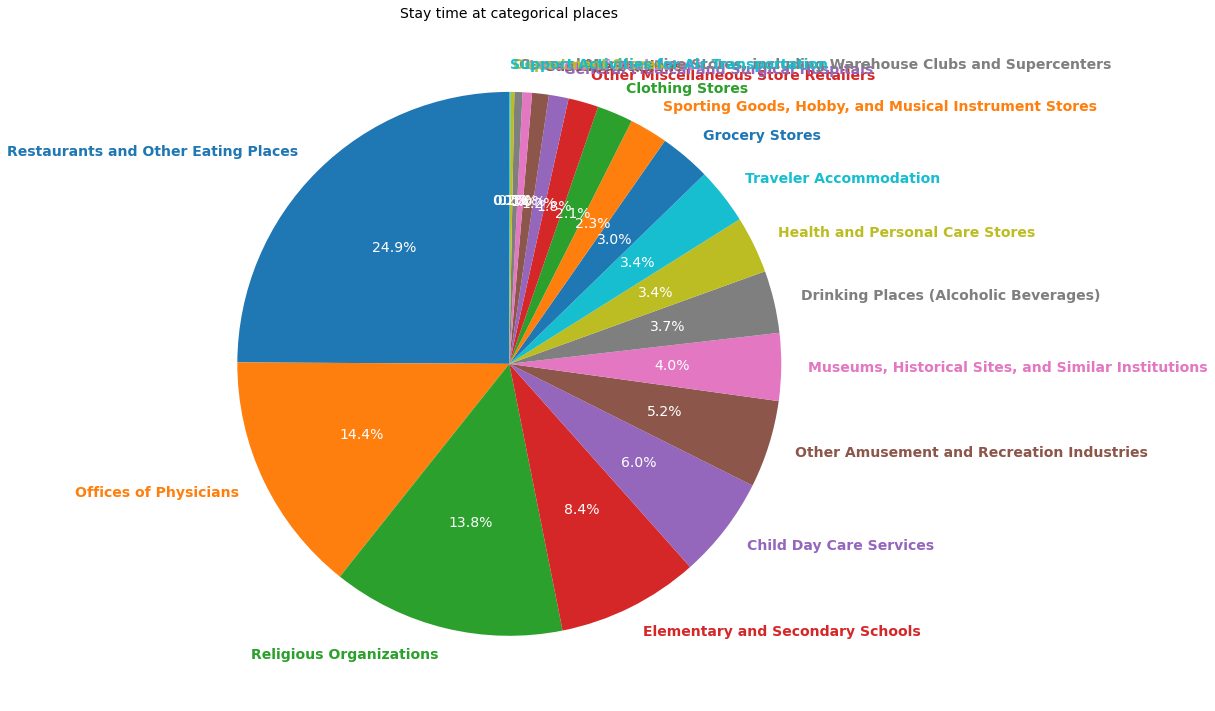 Stay time at categorical places
Warehouse Clubs and Supercenters
Surgical Hospitals
Other Miscellaneous Store Retailers
Clothing Stores
Sporting Goods, Hobby, and Musical Instrument Stores
Grocery Stores
Restaurants and Other Eating Places
Traveler Accommodation
Health and Personal Care Stores
24.9%
1.8%
2.1%
2.3%
3.0%
3.4%
3.4%
Drinking Places (Alcoholic Beverages)
3.7%
4.0%
Museums, Historical Sites, and Similar Institutions
5.2%
14.4%
6.0%
Other Amusement and Recreation Industries
Offices of Physicians
8.4%
13.8%
Child Day Care Services
Elementary and Secondary Schools
Religious Organizations